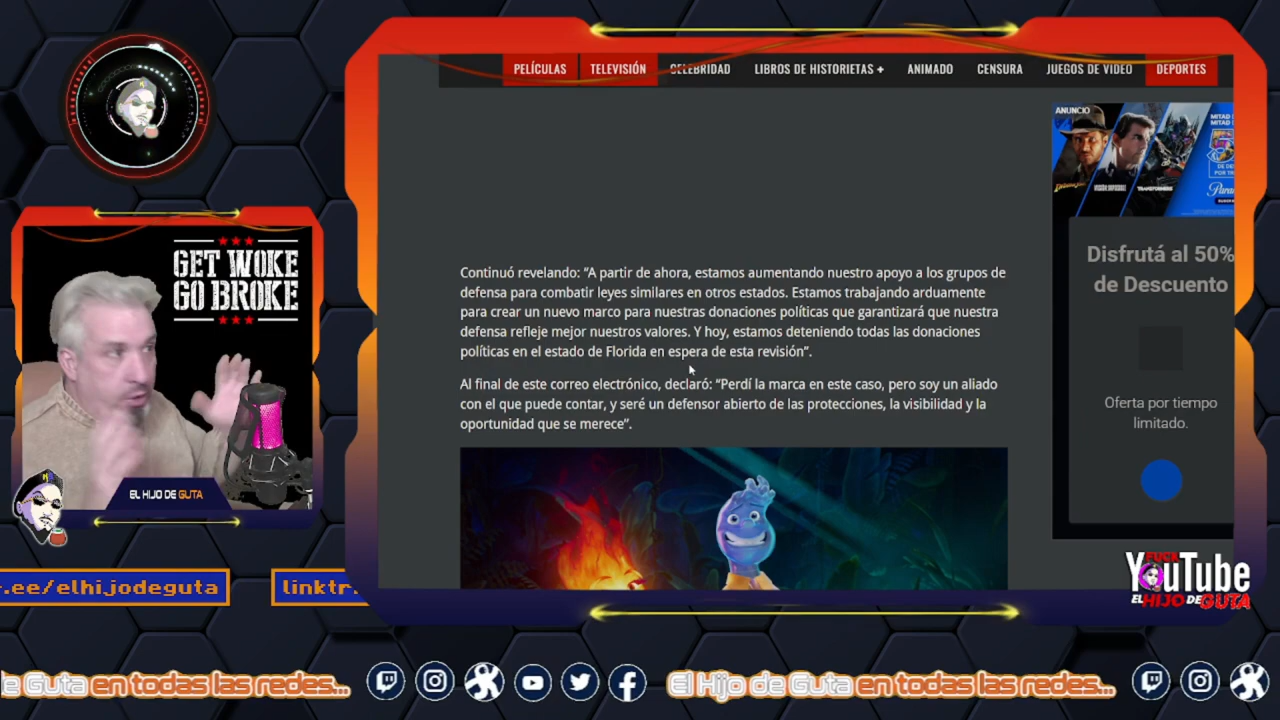 PELÍCULAS TELEVISIÓN CELEBRIDAD LIBROS DE HISTORIETAS + ANIMADO CENSURA JUEGOS DE VIDEO DEPORTES
GET WOKE
GO BROKE
EL HIJO DE GUTA
Continuó revelando: “A partir de ahora, estamos aumentando nuestro apoyo a los grupos de
defensa para combatir leyes similares en otros estados. Estamos trabajando arduamente
para crear un nuevo marco para nuestras donaciones políticas que garantizará que nuestra
defensa refleje mejor nuestros valores. Y hoy, estamos deteniendo todas las donaciones
políticas en el estado de Florida en espera de esta revisión”.
Al final de este correo electrónico, declaró: “Perdí la marca en este caso, pero soy un aliado
con el que puede contar, y seré un defensor abierto de las protecciones, la visibilidad y la
oportunidad que se merece”.
ANUNCIO
MITAD
MITAD
TRANSFORMERS
Disfrutá al 50%
de Descuento
Oferta por tiempo
limitado.
FUCK
YouTube
EL HIJO DE GUTA
r.ee/elhijodeguta
linktr.
de Guta en todas las redes...
El Hijo de Guta en todas las redes...